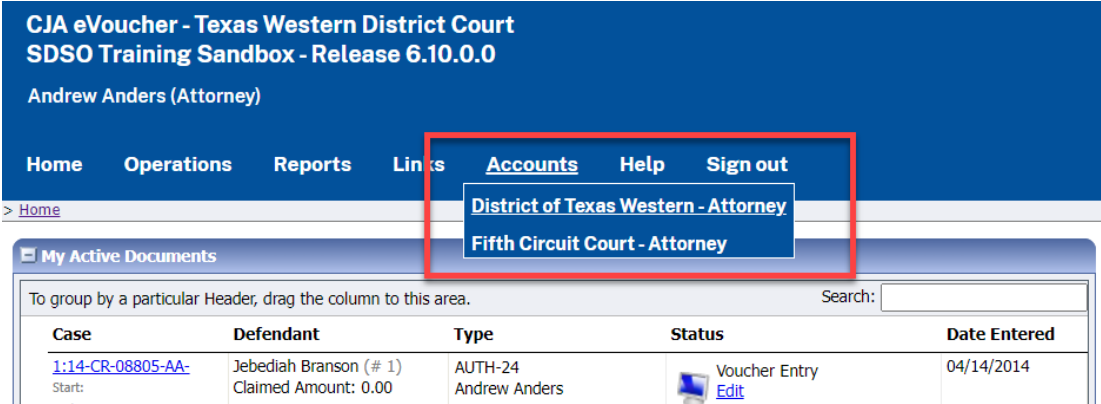 CJA eVoucher - Texas Western District Court
SDSO Training Sandbox - Release 6.10.0.0
Andrew Anders (Attorney)
Home Operations Reports Links Accounts Help Sign out
District of Texas Western - Attorney
Fifth Circuit Court - Attorney
> Home
My Active Documents
To group by a particular Header, drag the column to this area. Search:
Case Defendant Type Status Date Entered
1:14-CR-08805-AA- Jebediah Branson (# 1) AUTH-24 Voucher Entry 04/14/2014
Start: Claimed Amount: 0.00 Andrew Anders Edit